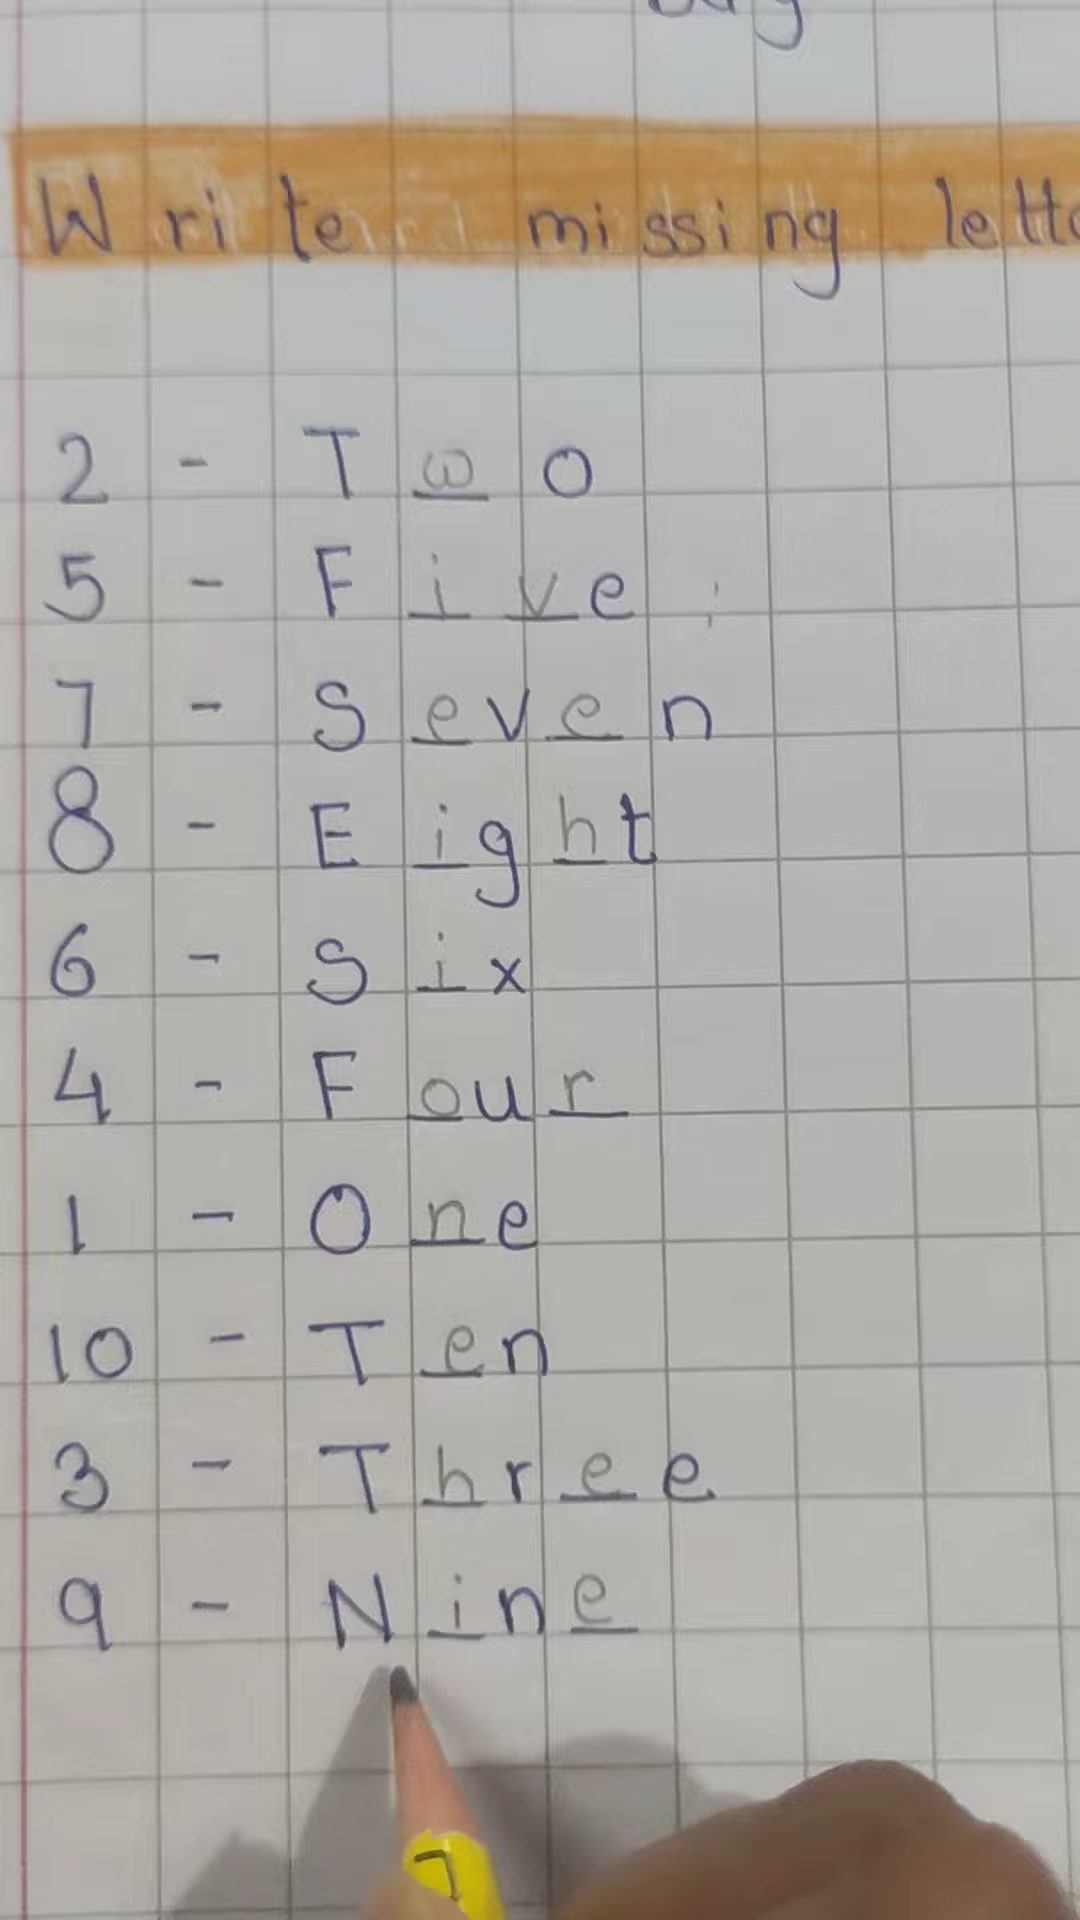 Write missing
2 - Two
5 - Five
7 - Seven
8 - Eight
6 - Six
4 - Four
1 - One
10 - Ten
3 - Three
9 - Nine